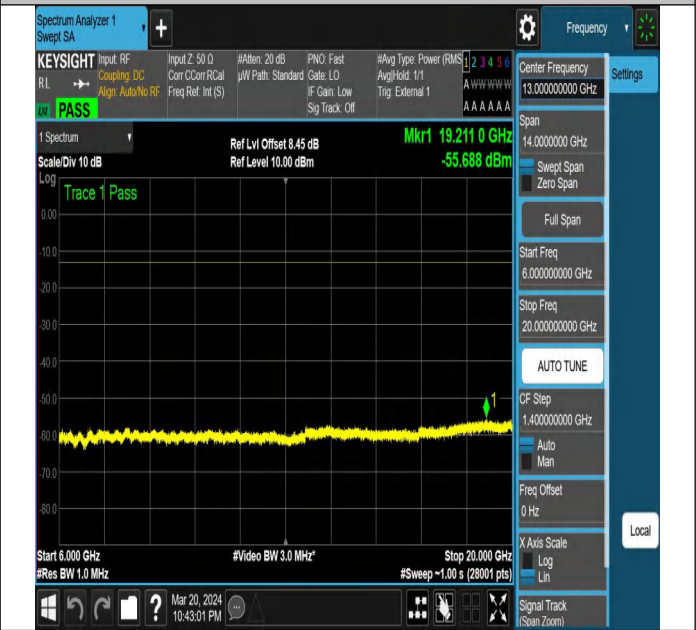 Spectrum Analyzer 1
Swept SA
+
Frequency
KEYSIGHT
RL
PASS
Input: RF
Coupling: DC
Align: Auto/No RF
Input Z: 50 Ω
Corr CCorr RCal
Freq Ref: Int (S)
#Atten: 20 dB
µW Path: Standard
PNO: Fast
Gate: LO
IF Gain: Low
Sig Track: Off
#Avg Type: Power (RMS
Avg|Hold: 1/1
Trig: External 1
1 2 3 4 5 6
A W W W W W
A A A A A A
1 Spectrum
Scale/Div 10 dB
Ref Lvl Offset 8.45 dB
Ref Level 10.00 dBm
Mkr1 19.211 0 GHz
-55.688 dBm
Log
Trace 1 Pass
0.00
-10.0
-20.0
-30.0
-40.0
-50.0
-60.0
-70.0
-80.0
1
Start 6.000 GHz
#Res BW 1.0 MHz
#Video BW 3.0 MHz*
Stop 20.000 GHz
#Sweep ~1.00 s (28001 pts)
Mar 20, 2024
10:43:01 PM
?
Center Frequency
13.000000000 GHz
Settings
Span
14.0000000 GHz
Swept Span
Zero Span
Full Span
Start Freq
6.000000000 GHz
Stop Freq
20.000000000 GHz
AUTO TUNE
CF Step
1.400000000 GHz
Auto
Man
Freq Offset
0 Hz
X Axis Scale
Log
Lin
Local
Signal Track
(Span Zoom)